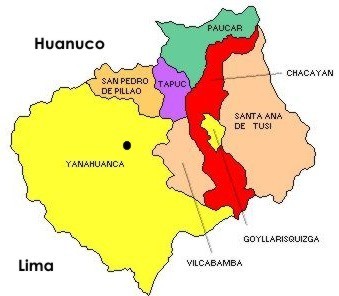 PAUCAR
Huanuco
CHACAYAN
SAN PEDRO
DE PILLAO
TAPUC
SANTA ANA
DE TUSI
YANAHUANCA
GOYLLARISQUIZGA
VILCABAMBA
Lima